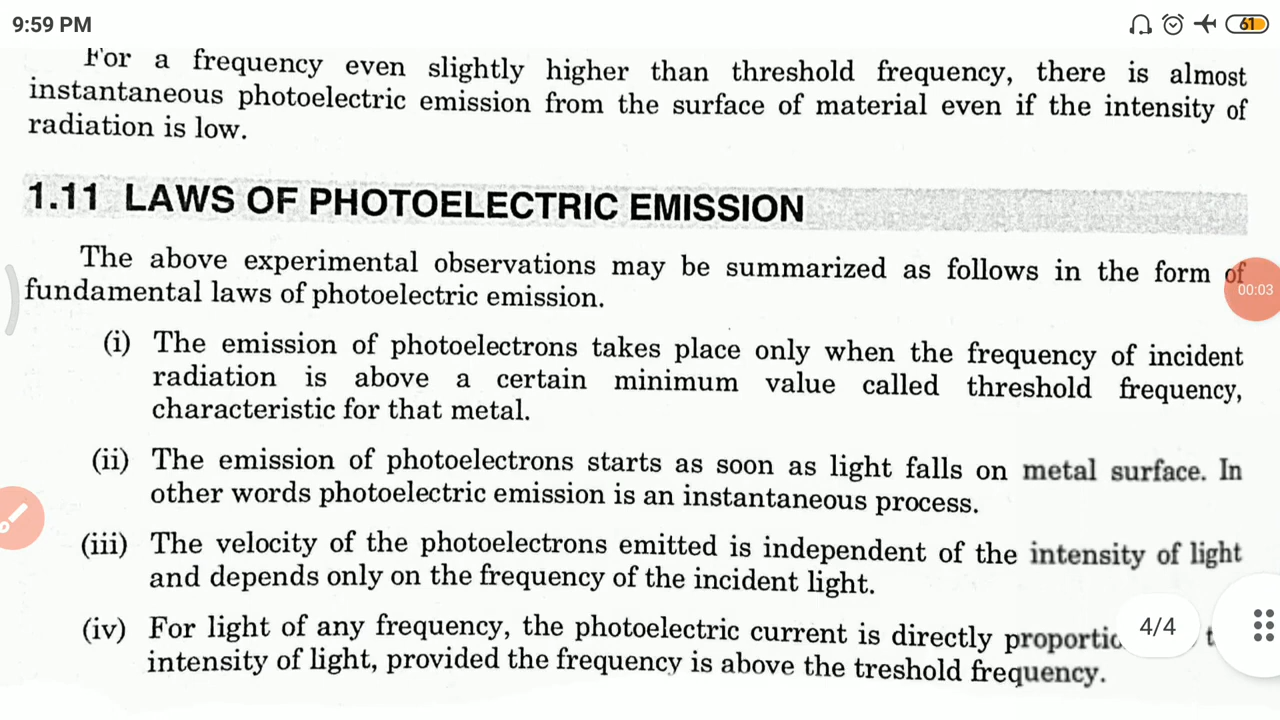 9:59 PM
61
For a frequency even slightly higher than threshold frequency, there is almost
instantaneous photoelectric emission from the surface of material even if the intensity of
radiation is low.
1.11 LAWS OF PHOTOELECTRIC EMISSION
The above experimental observations may be summarized as follows in the form of
fundamental laws of photoelectric emission.
00:03
(i) The emission of photoelectrons takes place only when the frequency of incident
radiation is above a certain minimum value called threshold frequency,
characteristic for that metal.
(ii) The emission of photoelectrons starts as soon as light falls on metal surface. In
other words photoelectric emission is an instantaneous process.
(iii) The velocity of the photoelectrons emitted is independent of the intensity of light
and depends only on the frequency of the incident light.
(iv) For light of any frequency, the photoelectric current is directly
4/4
intensity of light, provided the frequency is above the treshold frequency.